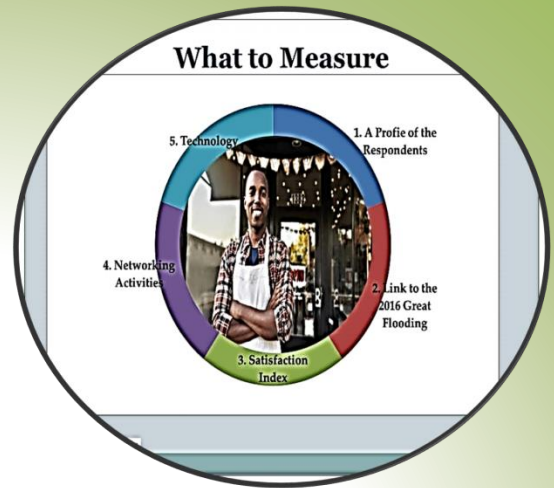 What to Measure
1. A Profie of the
Respondents
2. Link to the
2016 Great
Flooding
3. Satisfaction
Index
4. Networking
Activities
5. Technology